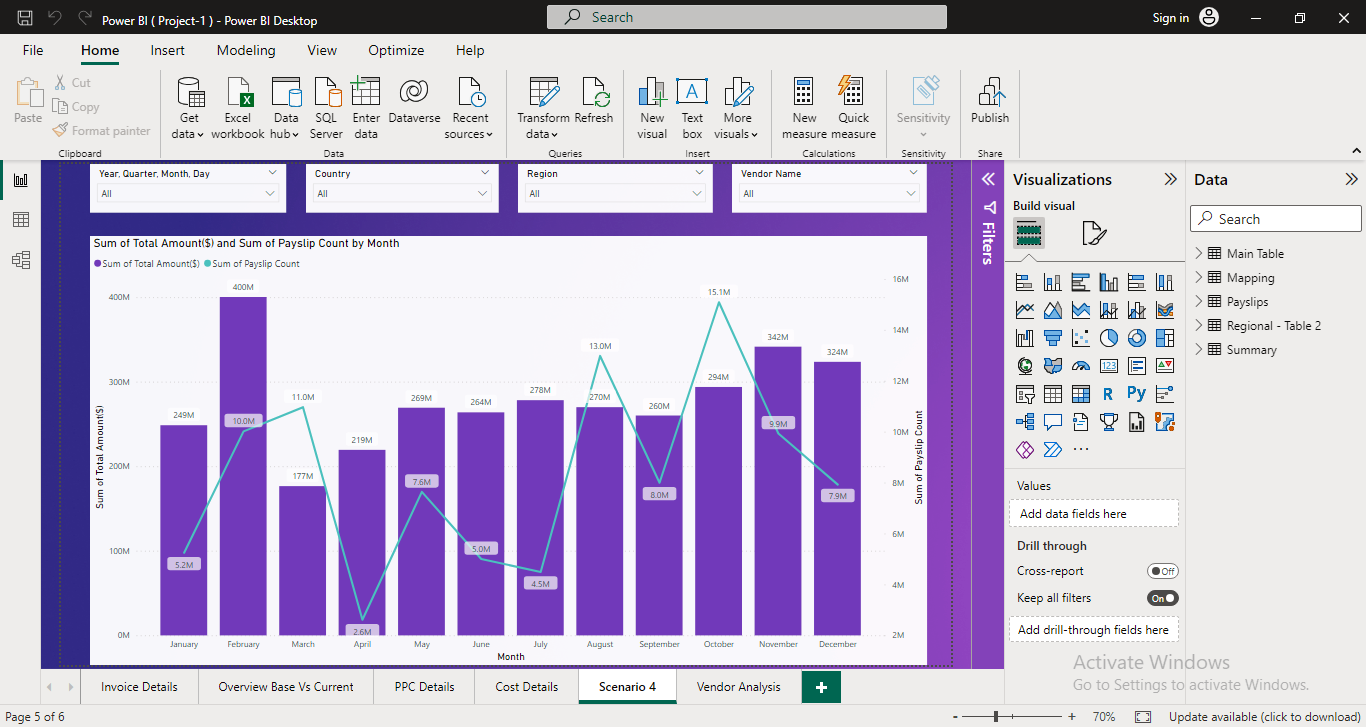 Power BI ( Project-1 ) - Power BI Desktop
Search
Sign in
File Home Insert Modeling View Optimize Help
Paste
Cut
Copy
Format painter
Clipboard
Get data
Excel workbook
Data hub
SQL Server
Enter data
Dataverse
Recent sources
Data
Transform data
Refresh
Queries
New visual
Text box
More visuals
Insert
New measure
Quick measure
Calculations
Sensitivity
Sensitivity
Publish
Share
Year, Quarter, Month, Day
All
Country
All
Region
All
Vendor Name
All
Sum of Total Amount($) and Sum of Payslip Count by Month
Sum of Total Amount($) Sum of Payslip Count
400M
300M
200M
100M
0M
Sum of Total Amount($)
249M
400M
177M
219M
269M
264M
278M
270M
260M
294M
342M
324M
5.2M
10.0M
11.0M
2.6M
7.6M
5.0M
4.5M
13.0M
8.0M
15.1M
9.9M
7.9M
16M
14M
12M
10M
8M
6M
4M
2M
Sum of Payslip Count
January February March April May June July August September October November December
Month
Filters
Visualizations
Build visual
123
R
Py
Values
Add data fields here
Drill through
Cross-report
Off
Keep all filters
On
Add drill-through fields here
Data
Search
Main Table
Mapping
Payslips
Regional - Table 2
Summary
Activate Windows
Go to Settings to activate Windows.
Invoice Details
Overview Base Vs Current
PPC Details
Cost Details
Scenario 4
Vendor Analysis
+
Page 5 of 6
- + 70%
Update available (click to download)